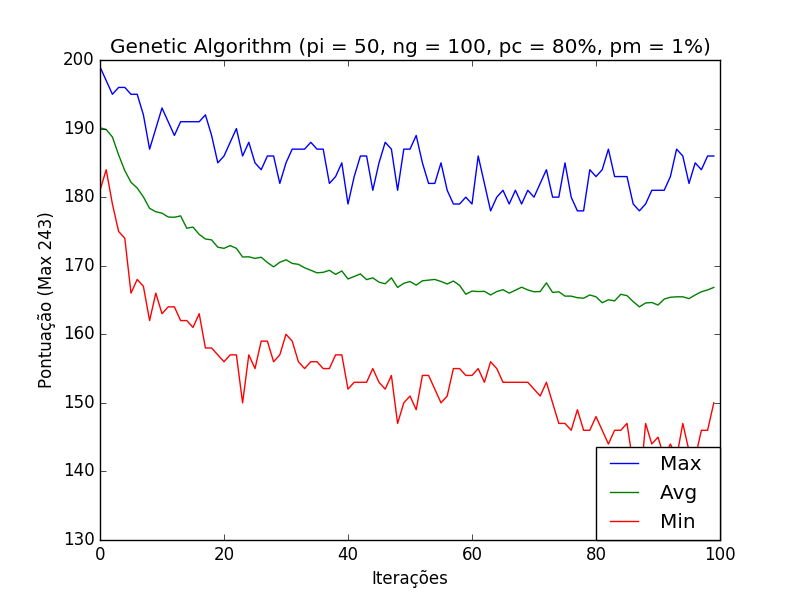 Genetic Algorithm (pi = 50, ng = 100, pc = 80%, pm = 1%)
200
190
180
170
160
150
140
130
Pontuação (Max 243)
Max
Avg
Min
0 20 40 60 80 100
Iterações